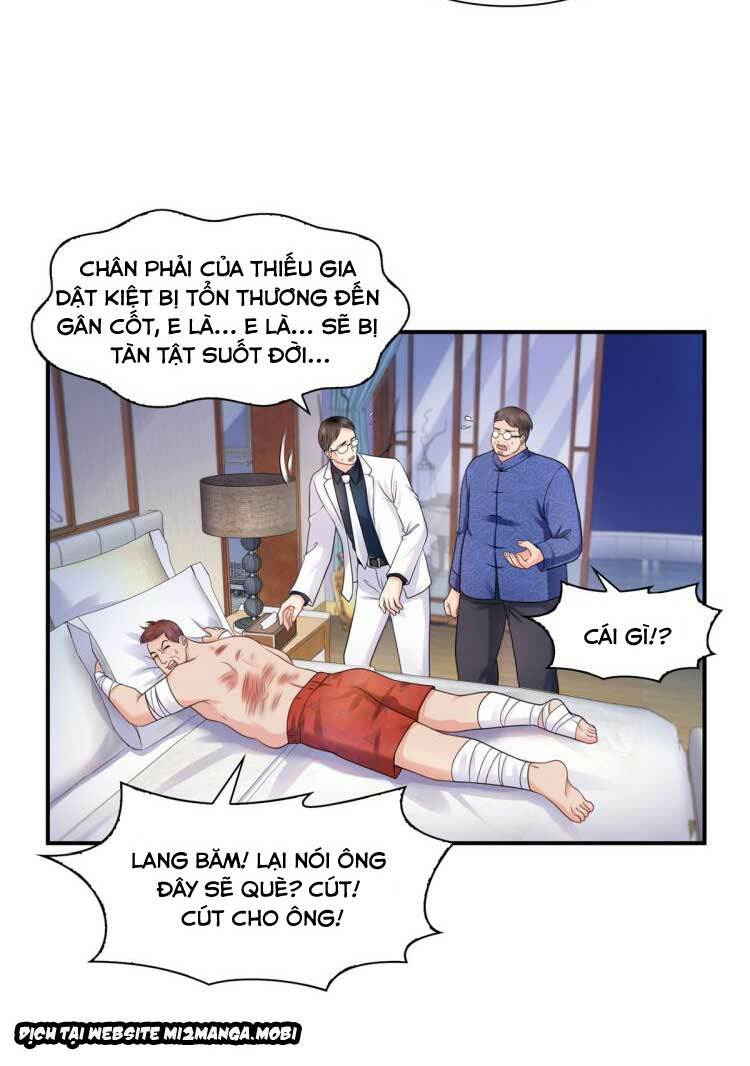 CHÂN PHẢI CỦA THIẾU GIA
DẬT KIỆT BỊ TỔN THƯƠNG ĐẾN
GÂN CỐT, E LÀ... E LÀ... SẼ BỊ
TÀN TẬT SUỐT ĐỜI...
CÁI GÌ!?
LANG BĂM! LẠI NÓI ÔNG
ĐÂY SẼ QUÈ? CÚT!
CÚT CHO ÔNG!
DỊCH TẠI WEBSITE MI2MANGA.MOBI